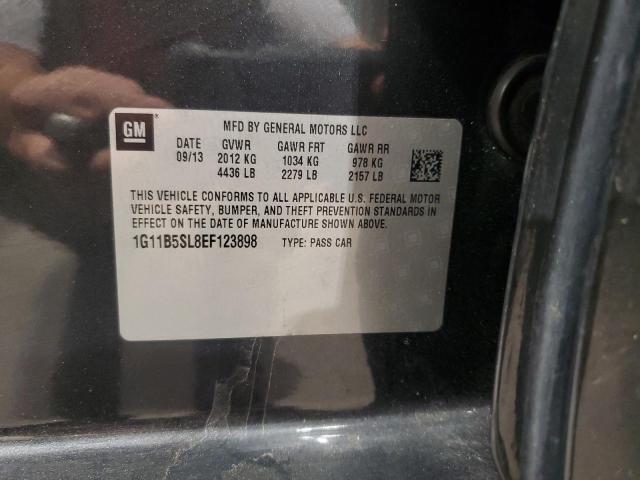 GM
MFD BY GENERAL MOTORS LLC
DATE GVWR GAWR FRT GAWR RR
09/13 2012 KG 1034 KG 978 KG
4436 LB 2279 LB 2157 LB
THIS VEHICLE CONFORMS TO ALL APPLICABLE U.S. FEDERAL MOTOR
VEHICLE SAFETY, BUMPER, AND THEFT PREVENTION STANDARDS IN
EFFECT ON THE DATE OF MANUFACTURE SHOWN ABOVE.
1G11B5SL8EF123898 TYPE: PASS CAR